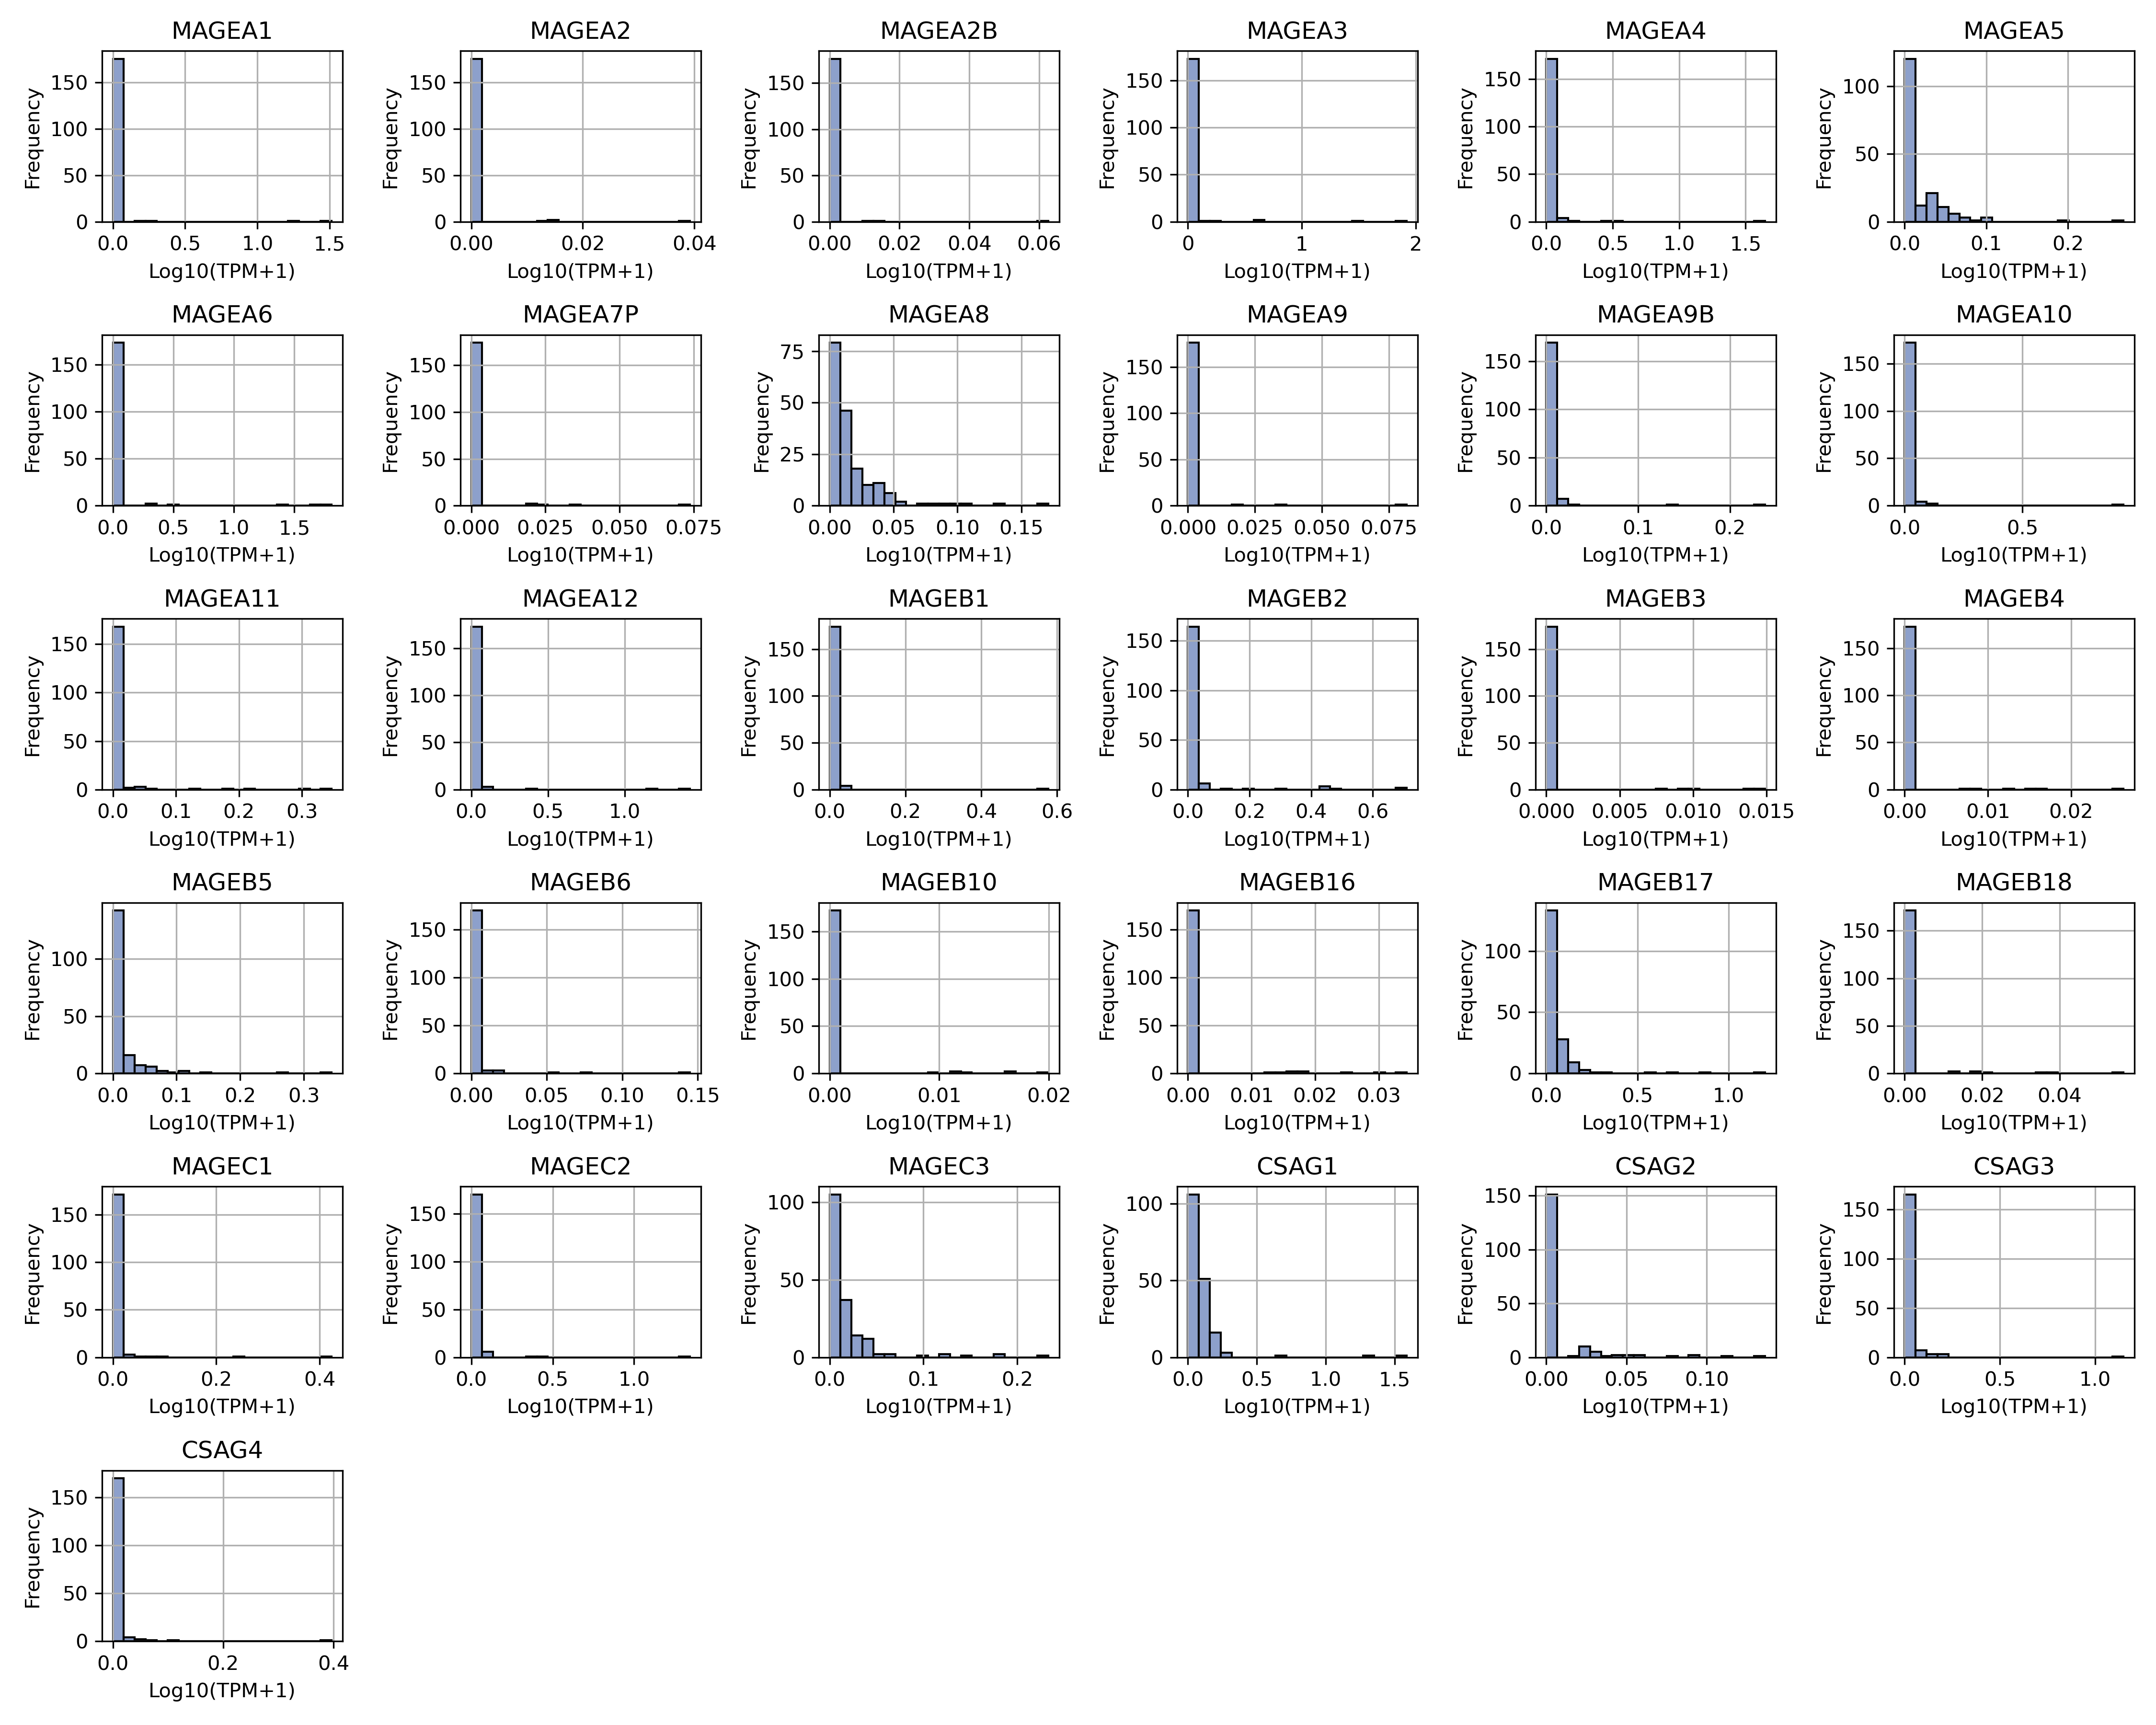 MAGEA1 MAGEA2 MAGEA2B MAGEA3 MAGEA4 MAGEA5
150 150 150 150 150 100
100 100 100 100 100 50
50 50 50 50 50
0 0 0 0 0 0
Frequency Frequency Frequency Frequency Frequency Frequency
0.0 0.5 1.0 1.5 0.00 0.02 0.04 0.00 0.02 0.04 0.06 0 1 2 0.0 0.5 1.0 1.5 0.0 0.1 0.2
Log10(TPM+1) Log10(TPM+1) Log10(TPM+1) Log10(TPM+1) Log10(TPM+1) Log10(TPM+1)
MAGEA6 MAGEA7P MAGEA8 MAGEA9 MAGEA9B MAGEA10
150 150 75 150 150 150
100 100 50 100 100 100
50 50 25 50 50 50
0 0 0 0 0 0
Frequency Frequency Frequency Frequency Frequency Frequency
0.0 0.5 1.0 1.5 0.000 0.025 0.050 0.075 0.00 0.05 0.10 0.15 0.000 0.025 0.050 0.075 0.0 0.1 0.2 0.0 0.5
Log10(TPM+1) Log10(TPM+1) Log10(TPM+1) Log10(TPM+1) Log10(TPM+1) Log10(TPM+1)
MAGEA11 MAGEA12 MAGEB1 MAGEB2 MAGEB3 MAGEB4
150 150 150 150 150 150
100 100 100 100 100 100
50 50 50 50 50 50
0 0 0 0 0 0
Frequency Frequency Frequency Frequency Frequency Frequency
0.0 0.1 0.2 0.3 0.0 0.5 1.0 0.0 0.2 0.4 0.6 0.0 0.2 0.4 0.6 0.000 0.005 0.010 0.015 0.00 0.01 0.02
Log10(TPM+1) Log10(TPM+1) Log10(TPM+1) Log10(TPM+1) Log10(TPM+1) Log10(TPM+1)
MAGEB5 MAGEB6 MAGEB10 MAGEB16 MAGEB17 MAGEB18
100 150 150 150 100 150
50 100 100 100 50 100
50 50 50 50
0 0 0 0 0 0
Frequency Frequency Frequency Frequency Frequency Frequency
0.0 0.1 0.2 0.3 0.00 0.05 0.10 0.15 0.00 0.01 0.02 0.00 0.01 0.02 0.03 0.0 0.5 1.0 0.00 0.02 0.04
Log10(TPM+1) Log10(TPM+1) Log10(TPM+1) Log10(TPM+1) Log10(TPM+1) Log10(TPM+1)
MAGEC1 MAGEC2 MAGEC3 CSAG1 CSAG2 CSAG3
150 150 100 100 150 150
100 100 50 50 100 100
50 50 50 50
0 0 0 0 0 0
Frequency Frequency Frequency Frequency Frequency Frequency
0.0 0.2 0.4 0.0 0.5 1.0 0.0 0.1 0.2 0.0 0.5 1.0 1.5 0.00 0.05 0.10 0.0 0.5 1.0
Log10(TPM+1) Log10(TPM+1) Log10(TPM+1) Log10(TPM+1) Log10(TPM+1) Log10(TPM+1)
CSAG4
150
100
50
0
Frequency
0.0 0.2 0.4
Log10(TPM+1)